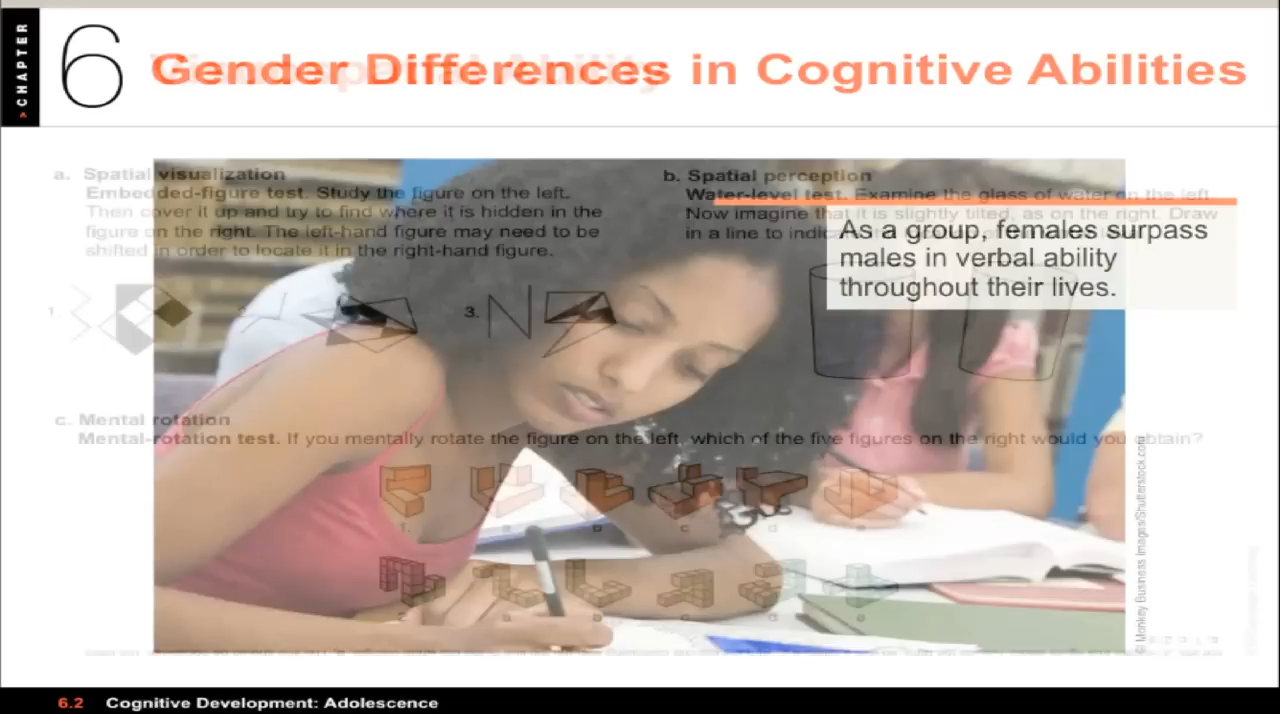 CHAPTER
6
Gender Differences in Cognitive Abilities
a. Spatial visualization
Embedded-figure test. Study the figure on the left.
Then cover it up and try to find where it is hidden in the
figure on the right. The left-hand figure may need to be
shifted in order to locate it in the right-hand figure.
b. Spatial perception
Water-level test. Examine the glass of water on the left.
Now imagine that it is slightly tilted, as on the right. Draw
in a line to indicate
As a group, females surpass
males in verbal ability
throughout their lives.
1.
3.
c. Mental rotation
Mental-rotation test. If you mentally rotate the figure on the left, which of the five figures on the right would you obtain?
© Monkey Business Images/Shutterstock.com
6.2 Cognitive Development: Adolescence